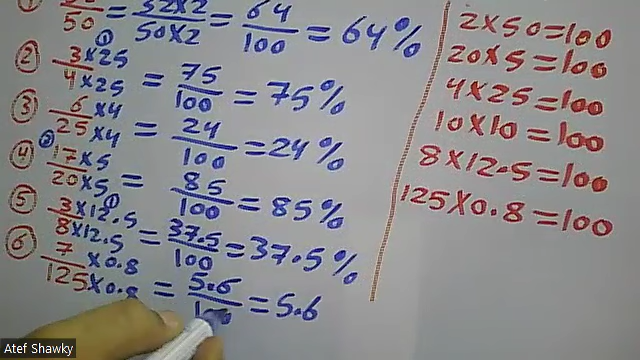 ① /50 = 32×2/50×2 = 64/100 = 64%
② 3×25/4×25 = 75/100 = 75%
③ 6×4/25×4 = 24/100 = 24%
④ 17×5/20×5 = 85/100 = 85%
⑤ 3×12.5/8×12.5 = 37.5/100 = 37.5%
⑥ 7×0.8/125×0.8 = 5.6/100 = 5.6
2×50=100
20×5=100
4×25=100
10×10=100
8×12.5=100
125×0.8=100
Atef Shawky